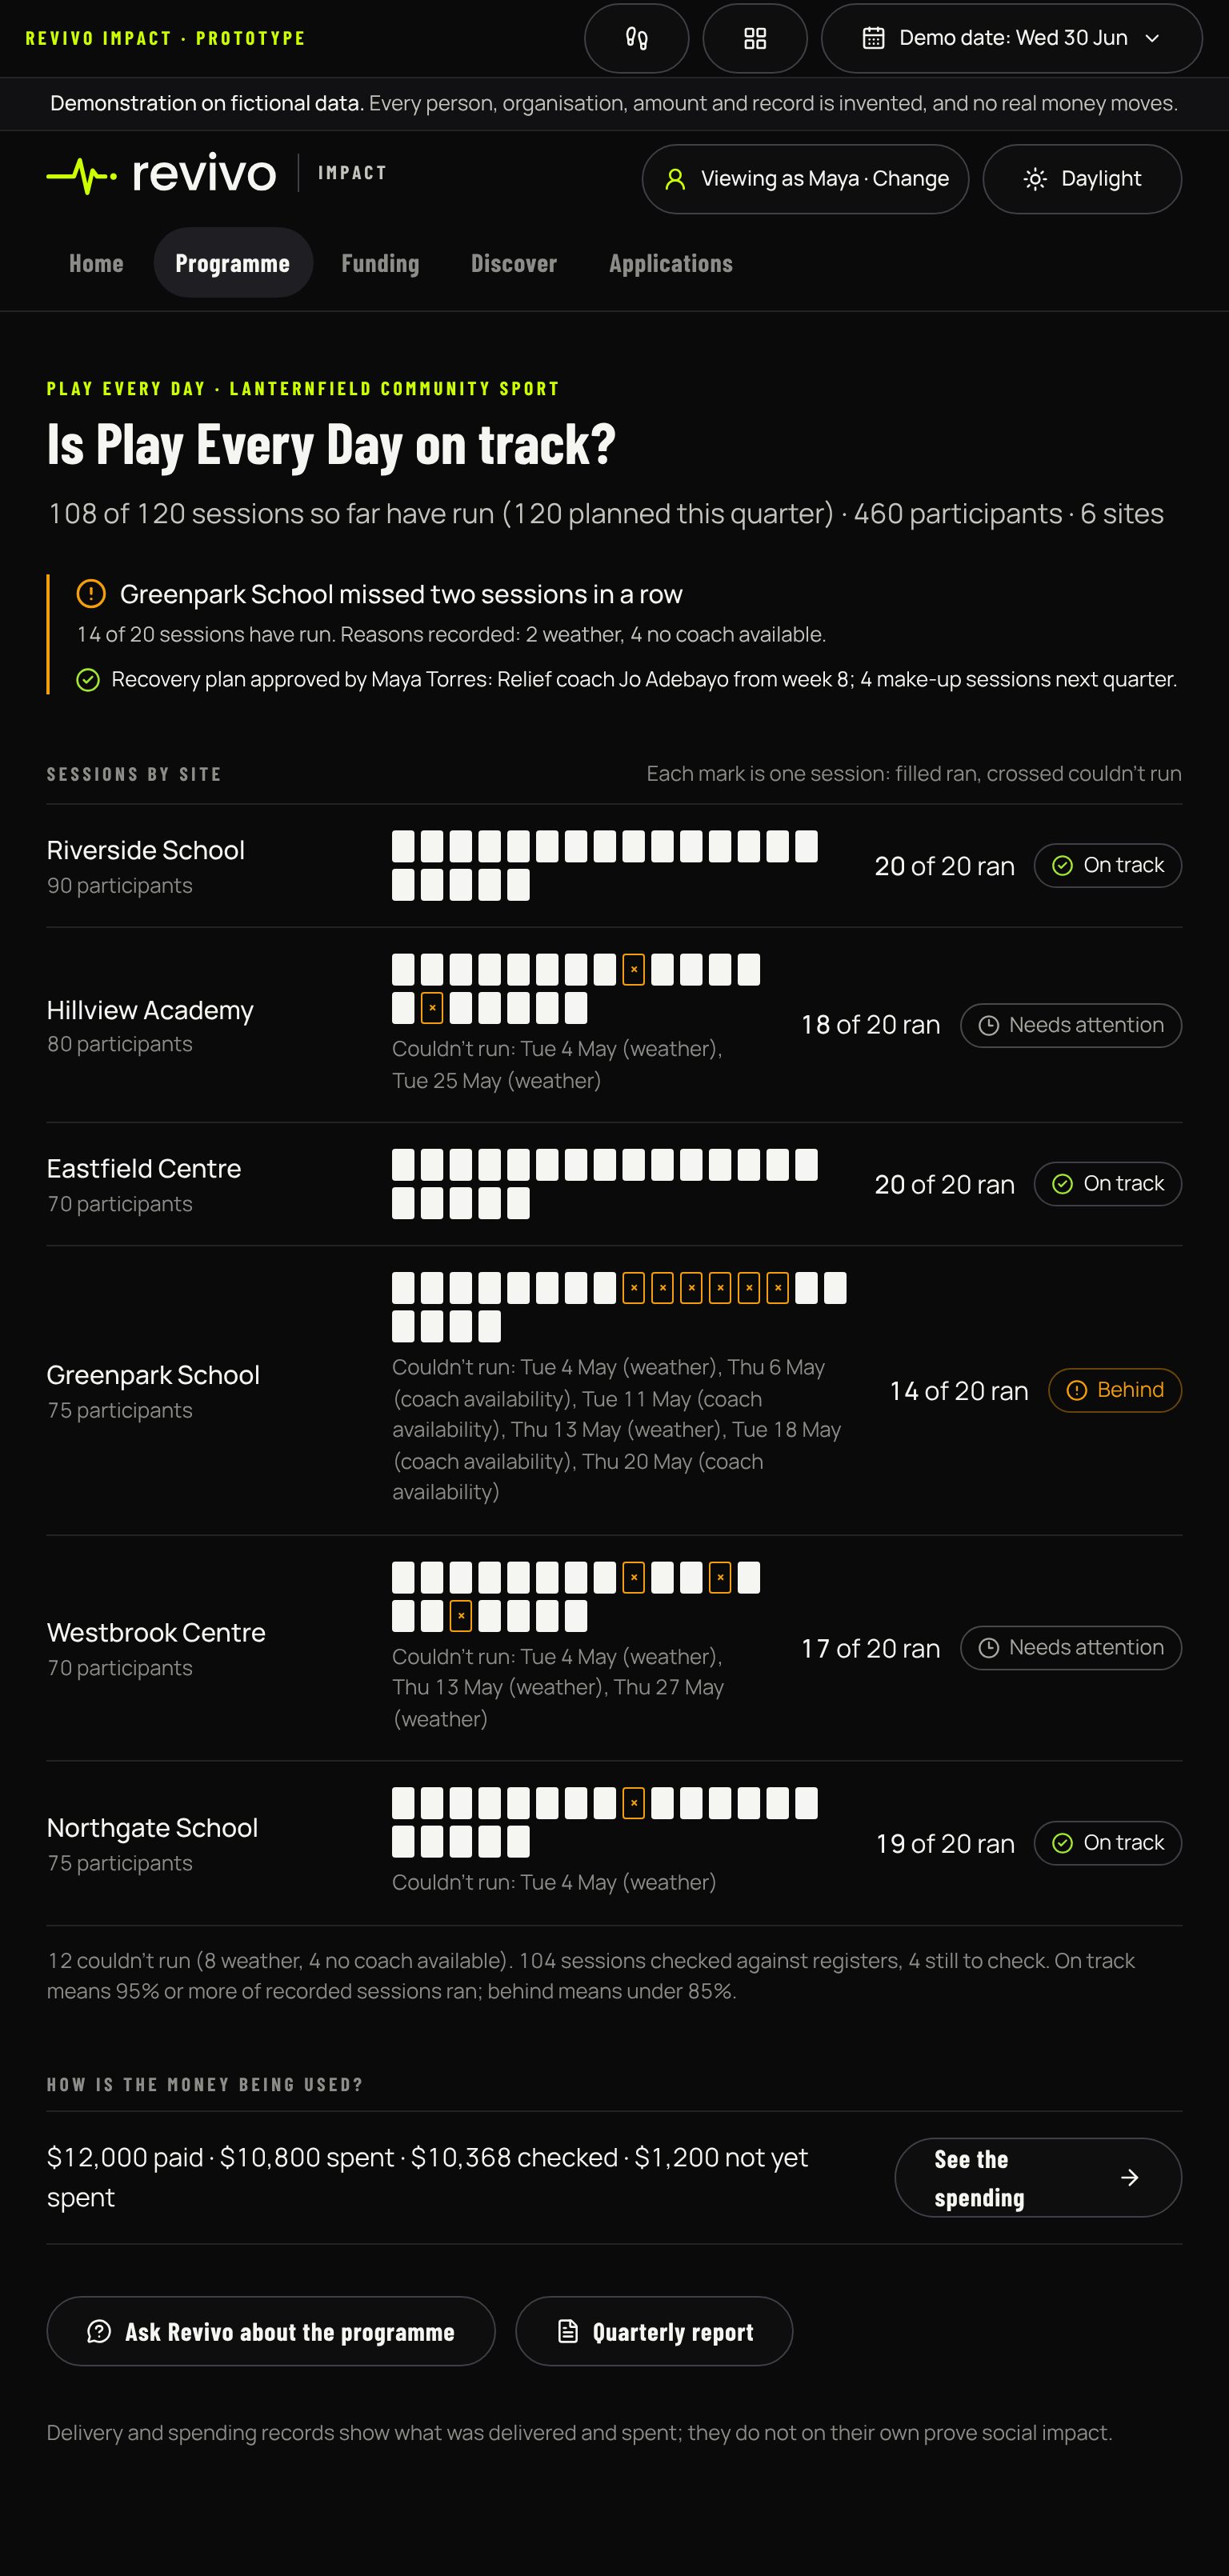 REVIVO IMPACT · PROTOTYPE
Demo date: Wed 30 Jun
Demonstration on fictional data. Every person, organisation, amount and record is invented, and no real money moves.
revivo
IMPACT
Viewing as Maya · Change
Daylight
Home
Programme
Funding
Discover
Applications
PLAY EVERY DAY · LANTERNFIELD COMMUNITY SPORT
Is Play Every Day on track?
108 of 120 sessions so far have run (120 planned this quarter) · 460 participants · 6 sites
Greenpark School missed two sessions in a row
14 of 20 sessions have run. Reasons recorded: 2 weather, 4 no coach available.
Recovery plan approved by Maya Torres: Relief coach Jo Adebayo from week 8; 4 make-up sessions next quarter.
SESSIONS BY SITE
Each mark is one session: filled ran, crossed couldn't run
Riverside School
90 participants
20 of 20 ran
On track
Hillview Academy
80 participants
Couldn't run: Tue 4 May (weather),
Tue 25 May (weather)
18 of 20 ran
Needs attention
Eastfield Centre
70 participants
20 of 20 ran
On track
Greenpark School
75 participants
Couldn't run: Tue 4 May (weather), Thu 6 May
(coach availability), Tue 11 May (coach
availability), Thu 13 May (weather), Tue 18 May
(coach availability), Thu 20 May (coach
availability)
14 of 20 ran
Behind
Westbrook Centre
70 participants
Couldn't run: Tue 4 May (weather),
Thu 13 May (weather), Thu 27 May
(weather)
17 of 20 ran
Needs attention
Northgate School
75 participants
Couldn't run: Tue 4 May (weather)
19 of 20 ran
On track
12 couldn't run (8 weather, 4 no coach available). 104 sessions checked against registers, 4 still to check. On track
means 95% or more of recorded sessions ran; behind means under 85%.
HOW IS THE MONEY BEING USED?
$12,000 paid · $10,800 spent · $10,368 checked · $1,200 not yet
spent
See the
spending
Ask Revivo about the programme
Quarterly report
Delivery and spending records show what was delivered and spent; they do not on their own prove social impact.